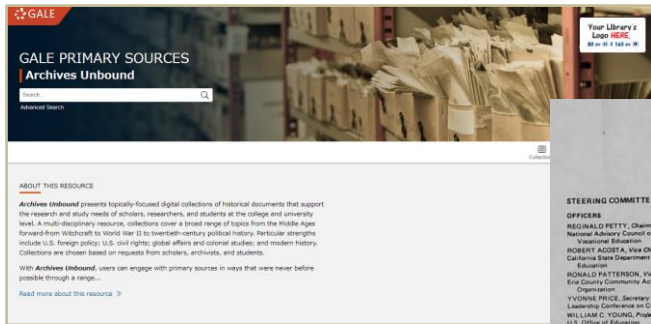 GALE
Your Library's
Logo HERE.
GALE PRIMARY SOURCES
Archives Unbound
Search...
Advanced Search
Collections
ABOUT THIS RESOURCE
Archives Unbound presents topically-focused digital collections of historical documents that support
the research and study needs of scholars, researchers, and students at the college and university
level. A multi-disciplinary resource, collections cover a broad range of topics from the Middle Ages
forward-from Witchcraft to World War II to twentieth-century political history. Particular strengths
include U.S. foreign policy; U.S. civil rights; global affairs and colonial studies; and modern history.
Collections are chosen based on requests from scholars, archivists, and students.
With Archives Unbound, users can engage with primary sources in ways that were never before
possible through a range...
Read more about this resource >
STEERING COMMITTE
OFFICERS
REGINALD PETTY, Chairm
National Advisory Council o
Vocational Education
ROBERT ACOSTA, Vice Ch
California State Department
Education
RONALD PATTERSON, Vi
Erie County Community Ac
Organization
YVONNE PRICE, Secretary
Leadership Conference on C
WILLIAM C. YOUNG, Proje
U.S. Office of Education